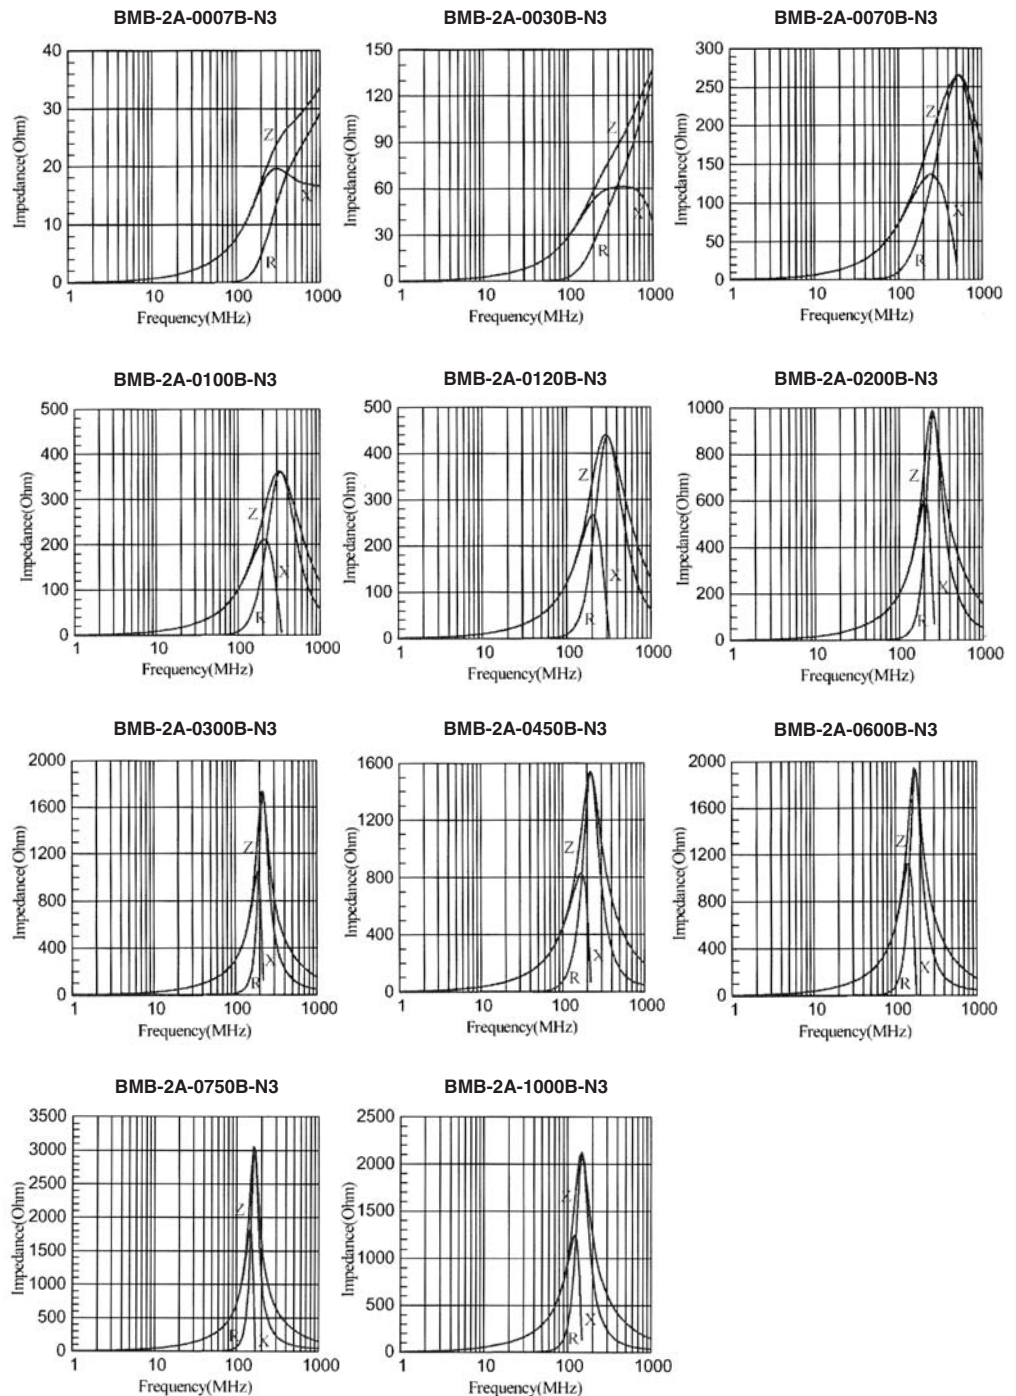 BMB-2A-0007B-N3
40
30
20
10
0
1
10
100
1000
Impedance(Ohm)
Frequency(MHz)
Z
X
R
BMB-2A-0030B-N3
150
120
90
60
30
0
1
10
100
1000
Impedance(Ohm)
Frequency(MHz)
Z
X
R
BMB-2A-0070B-N3
300
250
200
150
100
50
0
1
10
100
1000
Impedance(Ohm)
Frequency(MHz)
Z
X
R
BMB-2A-0100B-N3
500
400
300
200
100
0
1
10
100
1000
Impedance(Ohm)
Frequency(MHz)
Z
X
R
BMB-2A-0120B-N3
500
400
300
200
100
0
1
10
100
1000
Impedance(Ohm)
Frequency(MHz)
Z
X
R
BMB-2A-0200B-N3
1000
800
600
400
200
0
1
10
100
1000
Impedance(Ohm)
Frequency(MHz)
Z
X
R
BMB-2A-0300B-N3
2000
1600
1200
800
400
0
1
10
100
1000
Impedance(Ohm)
Frequency(MHz)
Z
X
R
BMB-2A-0450B-N3
1600
1200
800
400
0
1
10
100
1000
Impedance(Ohm)
Frequency(MHz)
Z
X
R
BMB-2A-0600B-N3
2000
1600
1200
800
400
0
1
10
100
1000
Impedance(Ohm)
Frequency(MHz)
Z
X
R
BMB-2A-0750B-N3
3500
3000
2500
2000
1500
1000
500
0
1
10
100
1000
Impedance(Ohm)
Frequency(MHz)
Z
R
X
BMB-2A-1000B-N3
2500
2000
1500
1000
500
0
1
10
100
1000
Impedance(Ohm)
Frequency(MHz)
Z
X
R